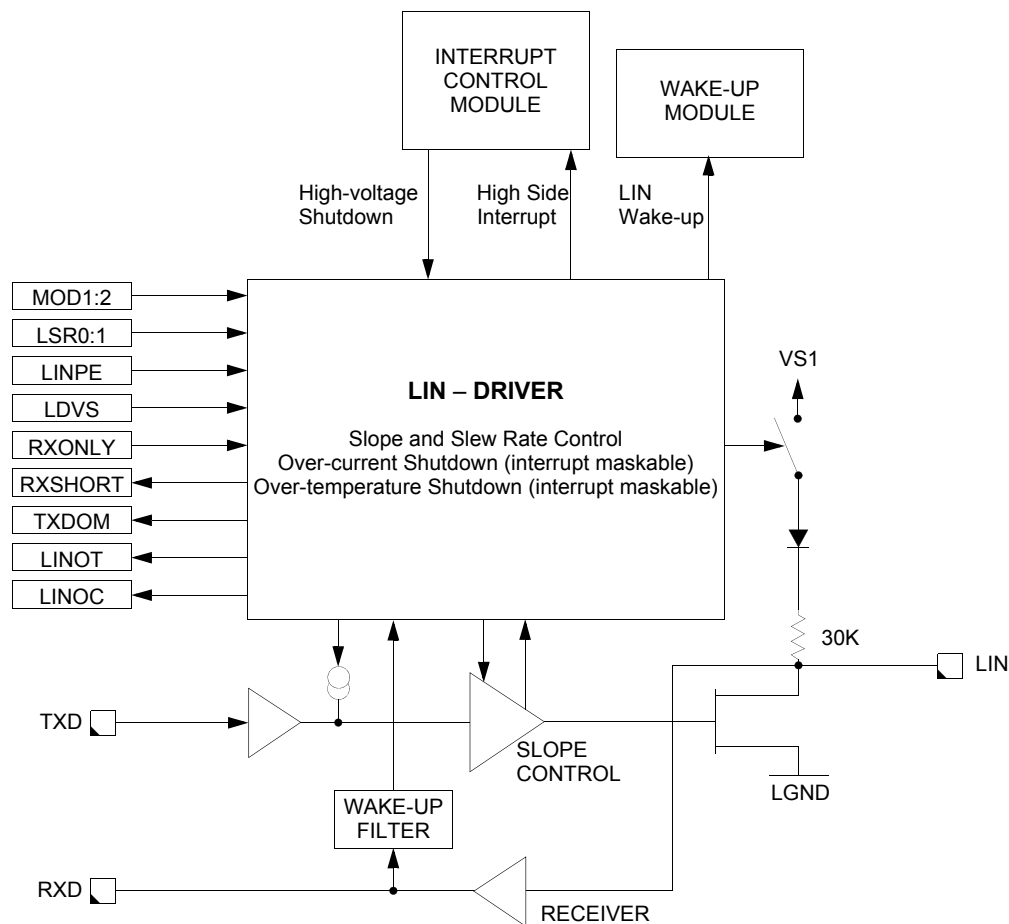 INTERRUPT
CONTROL
MODULE
WAKE-UP
MODULE
High-voltage
Shutdown
High Side
Interrupt
LIN
Wake-up
MOD1:2
LSR0:1
LINPE
LDVS
RXONLY
RXSHORT
TXDOM
LINOT
LINOC
LIN – DRIVER
Slope and Slew Rate Control
Over-current Shutdown (interrupt maskable)
Over-temperature Shutdown (interrupt maskable)
VS1
30K
LIN
TXD
SLOPE
CONTROL
LGND
WAKE-UP
FILTER
RXD
RECEIVER